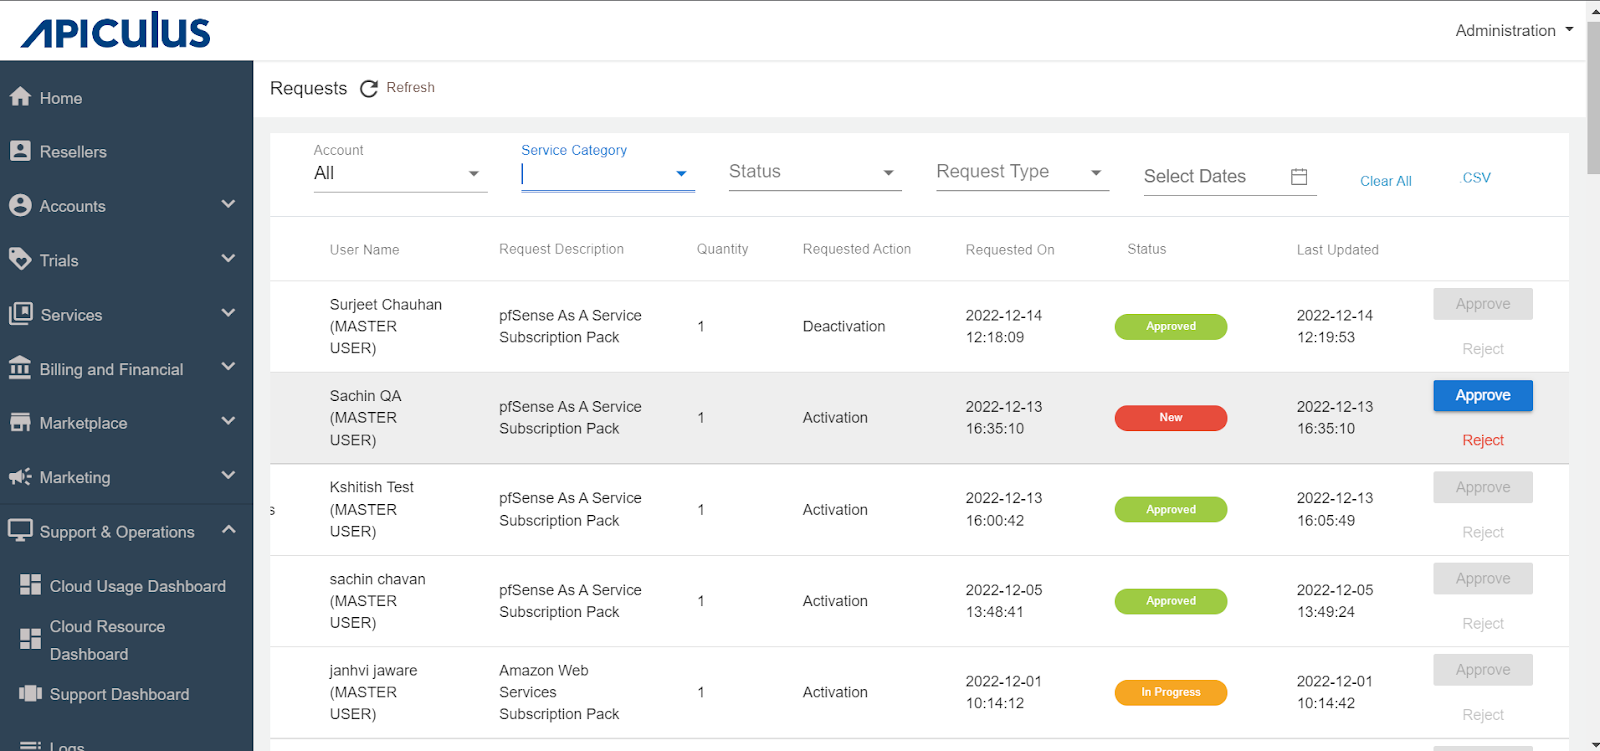 APICULUS
Administration
Home
Resellers
Accounts
Trials
Services
Billing and Financial
Marketplace
Marketing
Support & Operations
Cloud Usage Dashboard
Cloud Resource
Dashboard
Support Dashboard
Logs
Requests Refresh
Account
All
Service Category
Status
Request Type
Select Dates
Clear All
.CSV
User Name Request Description Quantity Requested Action Requested On Status Last Updated
Surjeet Chauhan
(MASTER
USER)
pfSense As A Service
Subscription Pack
1
Deactivation
2022-12-14
12:18:09
Approved
2022-12-14
12:19:53
Approve
Reject
Sachin QA
(MASTER
USER)
pfSense As A Service
Subscription Pack
1
Activation
2022-12-13
16:35:10
New
2022-12-13
16:35:10
Approve
Reject
s
Kshitish Test
(MASTER
USER)
pfSense As A Service
Subscription Pack
1
Activation
2022-12-13
16:00:42
Approved
2022-12-13
16:05:49
Approve
Reject
sachin chavan
(MASTER
USER)
pfSense As A Service
Subscription Pack
1
Activation
2022-12-05
13:48:41
Approved
2022-12-05
13:49:24
Approve
Reject
janhvi jaware
(MASTER
USER)
Amazon Web
Services
Subscription Pack
1
Activation
2022-12-01
10:14:12
In Progress
2022-12-01
10:14:42
Approve
Reject